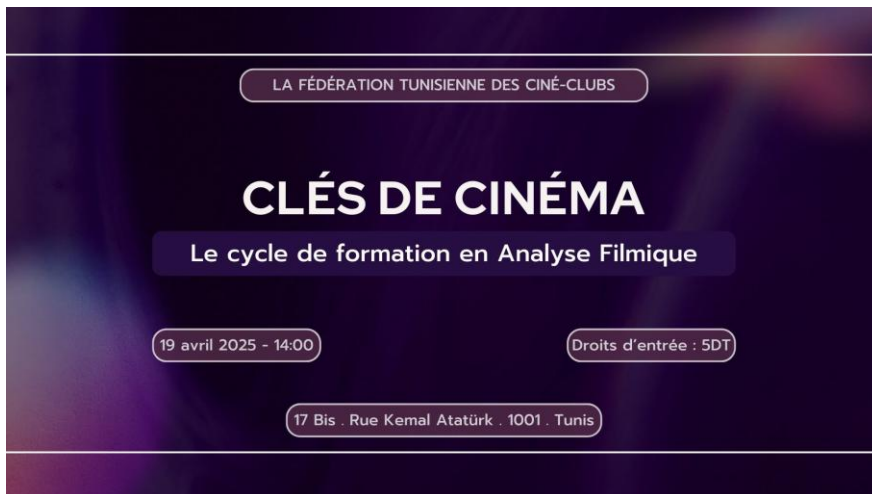 LA FÉDÉRATION TUNISIENNE DES CINÉ-CLUBS
CLÉS DE CINÉMA
Le cycle de formation en Analyse Filmique
19 avril 2025 - 14:00
Droits d’entrée : 5DT
17 Bis . Rue Kemal Atatürk . 1001 . Tunis